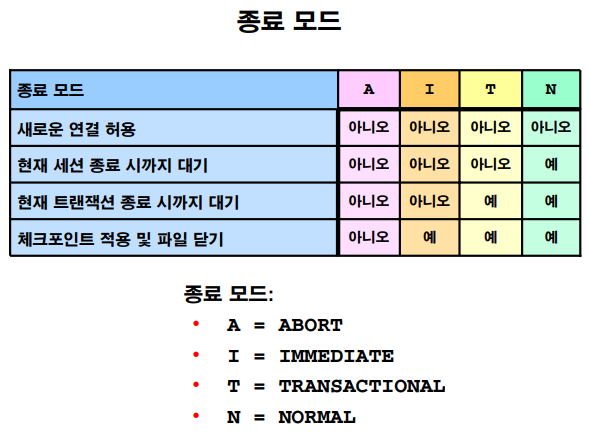 종료 모드
종료 모드 A I T N
새로운 연결 허용 아니오 아니오 아니오 아니오
현재 세션 종료 시까지 대기 아니오 아니오 아니오 예
현재 트랜잭션 종료 시까지 대기 아니오 아니오 예 예
체크포인트 적용 및 파일 닫기 아니오 예 예 예
종료 모드:
• A = ABORT
• I = IMMEDIATE
• T = TRANSACTIONAL
• N = NORMAL